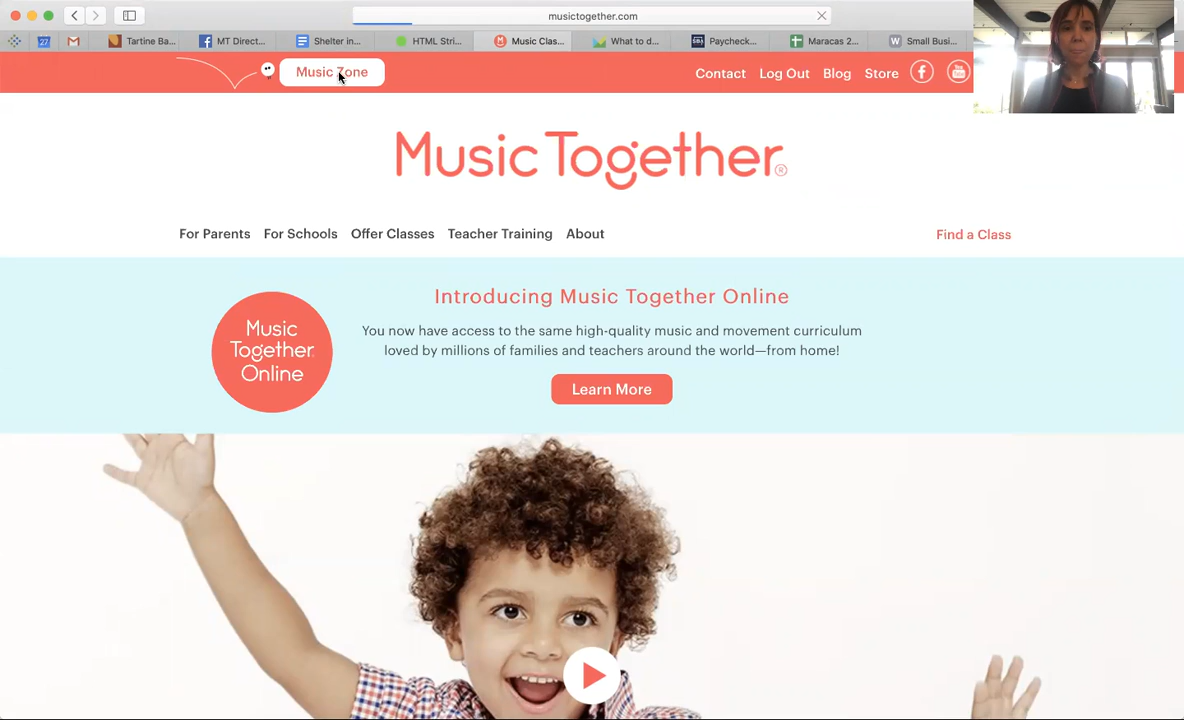 musictogether.com
27
Tartine Ba...
MT Direct...
Shelter in...
HTML Stri...
Music Clas...
What to d...
Paycheck...
Maracas 2...
Small Busi...
Music Zone
Contact
Log Out
Blog
Store
Music Together®
For Parents
For Schools
Offer Classes
Teacher Training
About
Find a Class
Music
Together
Online
Introducing Music Together Online
You now have access to the same high-quality music and movement curriculum
loved by millions of families and teachers around the world—from home!
Learn More